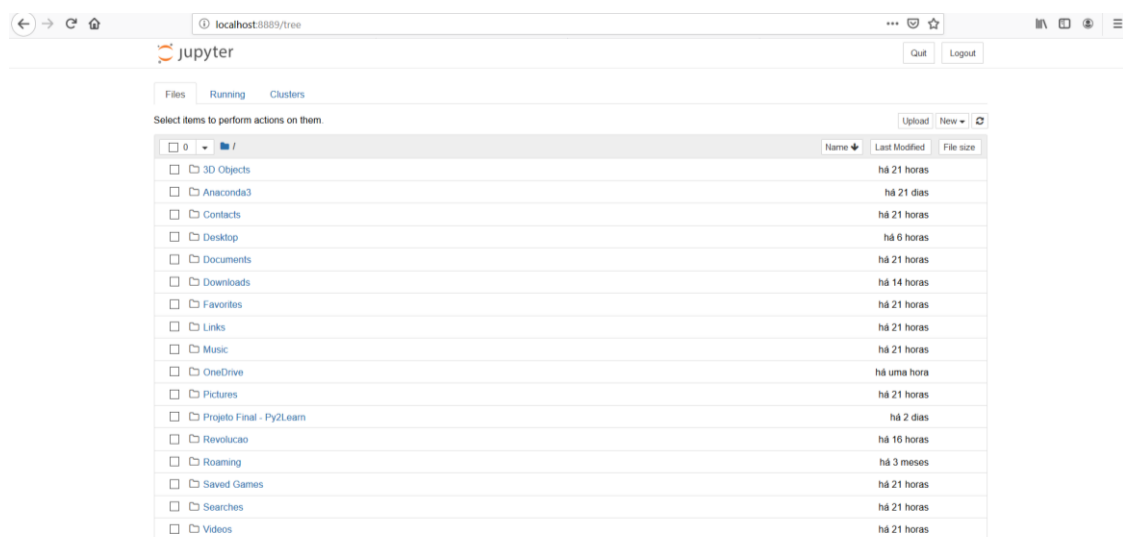 localhost:8889/tree
jupyter
Quit Logout
Files Running Clusters
Select items to perform actions on them.
Upload New
0 / Name Last Modified File size
3D Objects há 21 horas
Anaconda3 há 21 dias
Contacts há 21 horas
Desktop há 6 horas
Documents há 21 horas
Downloads há 14 horas
Favorites há 21 horas
Links há 21 horas
Music há 21 horas
OneDrive há uma hora
Pictures há 21 horas
Projeto Final - Py2Learn há 2 dias
Revolucao há 16 horas
Roaming há 3 meses
Saved Games há 21 horas
Searches há 21 horas
Videos há 21 horas